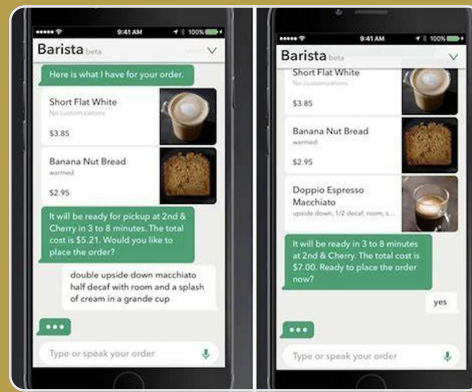 9:41 AM
100%
Barista beta
Here is what I have for your order.
Short Flat White
No customizations
$3.85
Banana Nut Bread
warmed
$2.95
It will be ready for pickup at 2nd &
Cherry in 3 to 8 minutes. The total
cost is $5.21. Would you like to
place the order?
double upside down macchiato
half decaf with room and a splash
of cream in a grande cup
Type or speak your order
9:41 AM
100%
Barista beta
Short Flat White
No customizations
$3.85
Banana Nut Bread
warmed
$2.95
Doppio Espresso
Macchiato
upside down, 1/2 decaf, room, s...
It will be ready in 3 to 8 minutes
at 2nd & Cherry. The total cost is
$7.00. Ready to place the order
now?
yes
Type or speak your order